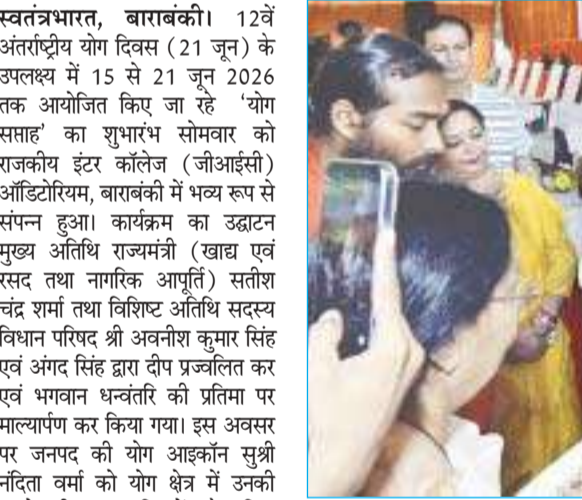 स्वतंत्रभारत, बाराबंकी। 12वें
अंतर्राष्ट्रीय योग दिवस (21 जून) के
उपलक्ष्य में 15 से 21 जून 2026
तक आयोजित किए जा रहे 'योग
सप्ताह' का शुभारंभ सोमवार को
राजकीय इंटर कॉलेज (जीआईसी)
ऑडिटोरियम, बाराबंकी में भव्य रूप से
संपन्न हुआ। कार्यक्रम का उद्घाटन
मुख्य अतिथि राज्यमंत्री (खाद्य एवं
रसद तथा नागरिक आपूर्ति) सतीश
चंद्र शर्मा तथा विशिष्ट अतिथि सदस्य
विधान परिषद श्री अवनीश कुमार सिंह
एवं अंगद सिंह द्वारा दीप प्रज्वलित कर
एवं भगवान धन्वंतरि की प्रतिमा पर
माल्यार्पण कर किया गया। इस अवसर
पर जनपद की योग आइकॉन सुश्री
नंदिता वर्मा को योग क्षेत्र में उनकी